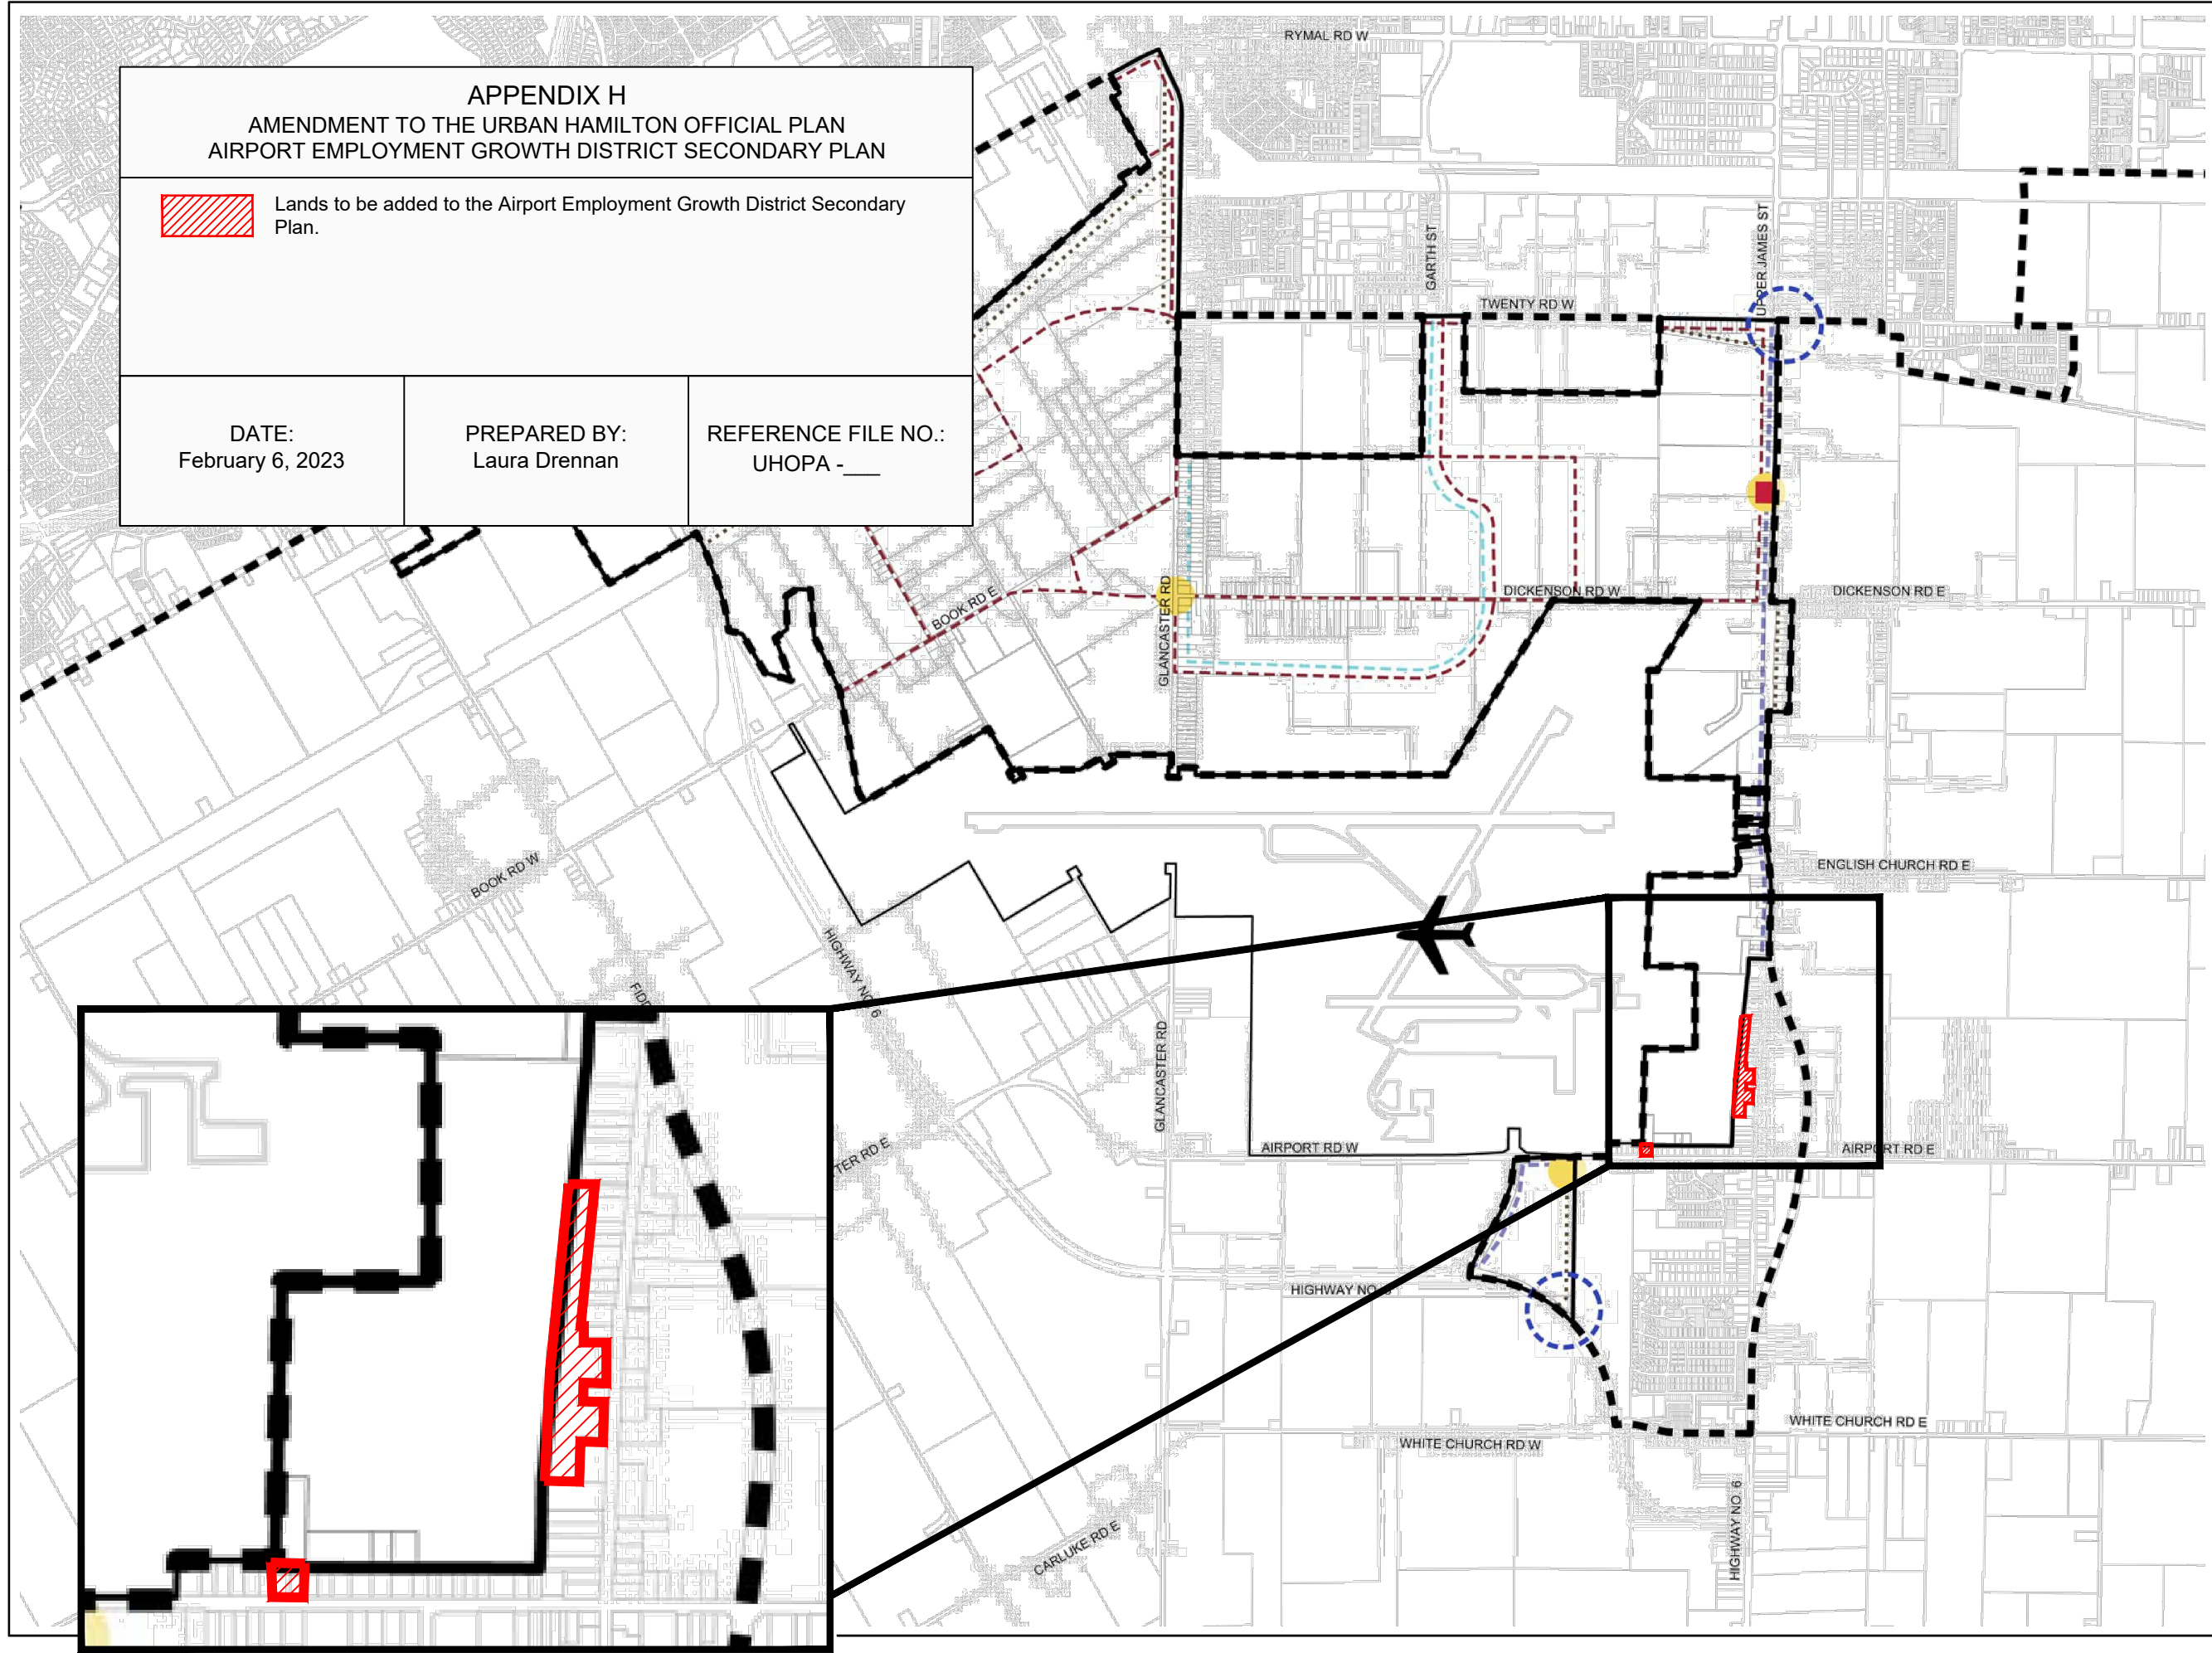 APPENDIX H
AMENDMENT TO THE URBAN HAMILTON OFFICIAL PLAN
AIRPORT EMPLOYMENT GROWTH DISTRICT SECONDARY PLAN
Lands to be added to the Airport Employment Growth District Secondary
Plan.
DATE:
February 6, 2023
PREPARED BY:
Laura Drennan
REFERENCE FILE NO.:
UHOPA -___
RYMAL RD W
GARTH ST
UPPER JAMES ST
TWENTY RD W
GLANCASTER RD
BOOK RD E
DICKENSON RD W
DICKENSON RD E
BOOK RD W
ENGLISH CHURCH RD E
HIGHWAY NO. 6
GLANCASTER RD
TER RD E
AIRPORT RD W
AIRPORT RD E
HIGHWAY NO.
WHITE CHURCH RD W
WHITE CHURCH RD E
HIGHWAY NO. 6
CARLUKE RD E